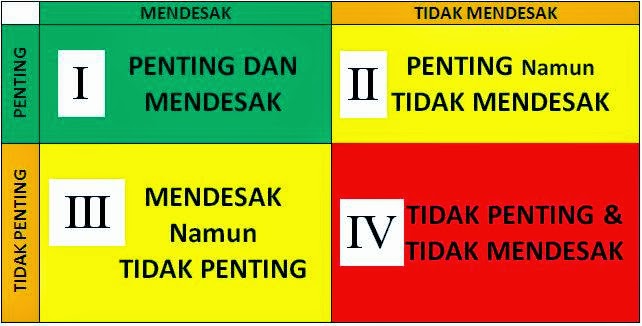 MENDESAK
TIDAK MENDESAK
PENTING
I
PENTING DAN
MENDESAK
II
PENTING Namun
TIDAK MENDESAK
TIDAK PENTING
III
MENDESAK
Namun
TIDAK PENTING
IV
TIDAK PENTING &
TIDAK MENDESAK